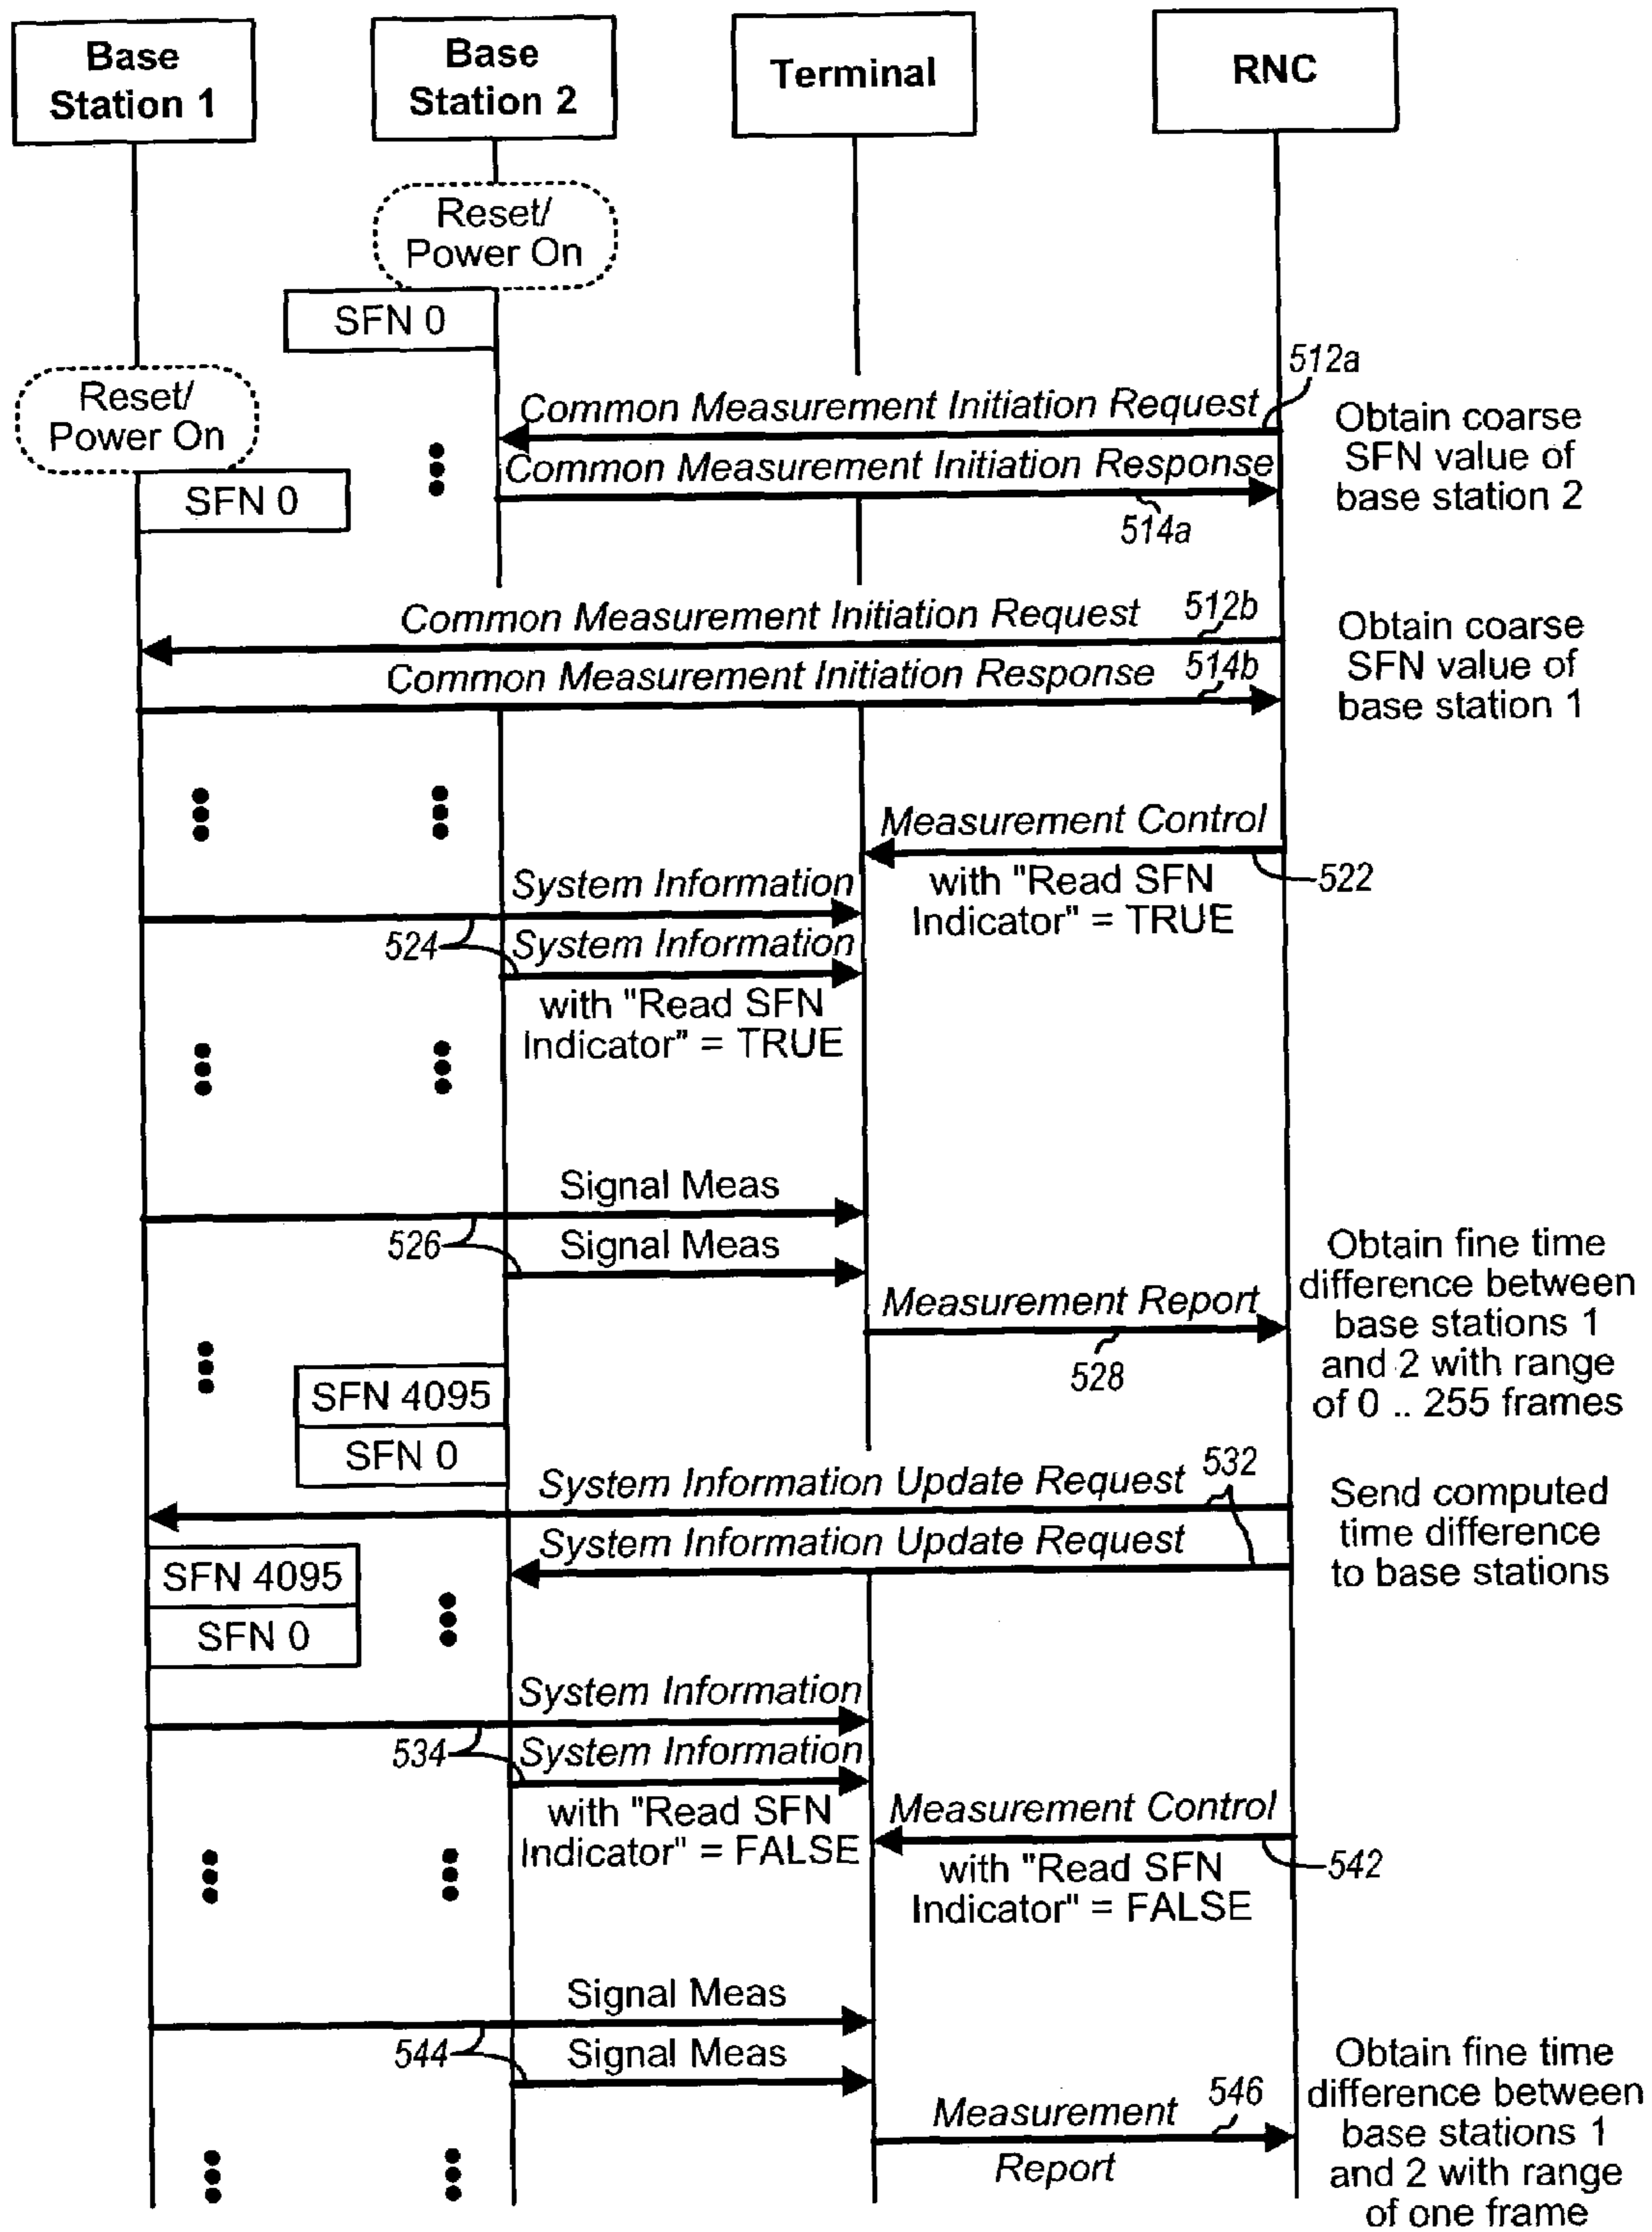 Base
Station 1
Base
Station 2
Terminal
RNC
Reset/
Power On
SFN 0
Reset/
Power On
SFN 0
512a
Common Measurement Initiation Request
Common Measurement Initiation Response
514a
Obtain coarse
SFN value of
base station 2
Common Measurement Initiation Request
512b
Common Measurement Initiation Response
514b
Obtain coarse
SFN value of
base station 1
Measurement Control
522
with "Read SFN
Indicator" = TRUE
System Information
524
System Information
with "Read SFN
Indicator" = TRUE
Signal Meas
526
Signal Meas
Measurement Report
528
Obtain fine time
difference between
base stations 1
and 2 with range
of 0 .. 255 frames
SFN 4095
SFN 0
System Information Update Request
532
System Information Update Request
Send computed
time difference
to base stations
SFN 4095
SFN 0
System Information
534
System Information
with "Read SFN
Indicator" = FALSE
Measurement Control
542
with "Read SFN
Indicator" = FALSE
Signal Meas
544
Signal Meas
Measurement
546
Report
Obtain fine time
difference between
base stations 1
and 2 with range
of one frame